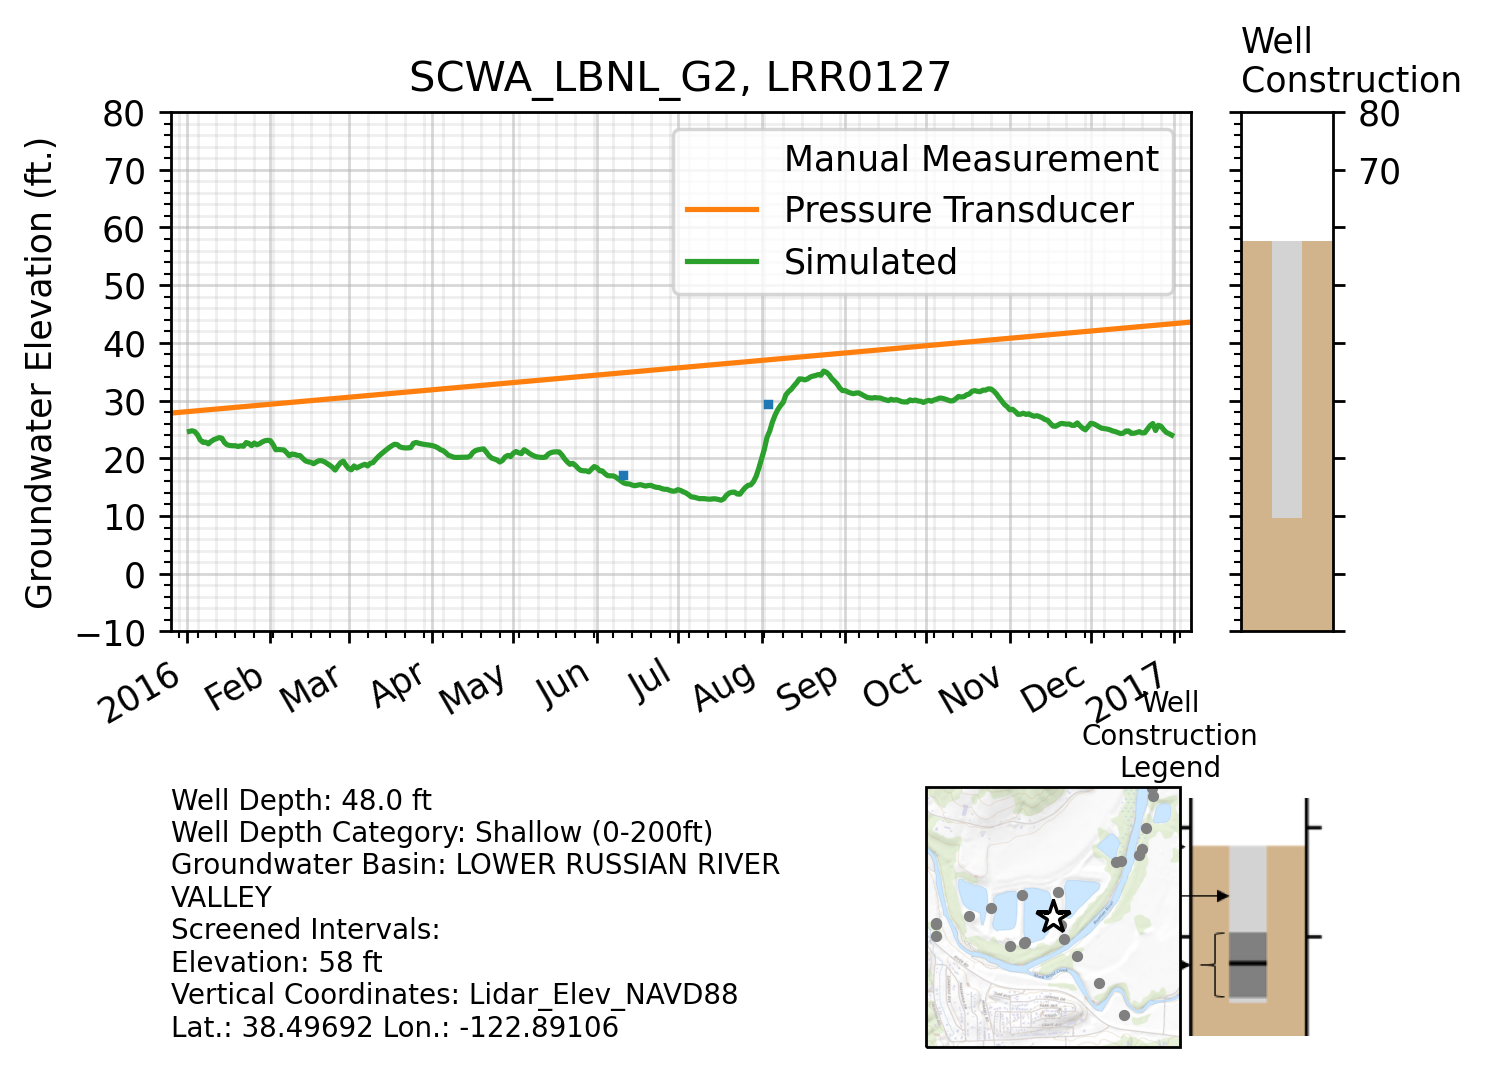 Well
Construction
SCWA_LBNL_G2, LRR0127
80
70
60
50
40
30
20
10
0
−10
Groundwater Elevation (ft.)
Manual Measurement
Pressure Transducer
Simulated
80
70
2016
Feb
Mar
Apr
May
Jun
Jul
Aug
Sep
Oct
Nov
Dec
2017
Well
Construction
Legend
Well Depth: 48.0 ft
Well Depth Category: Shallow (0-200ft)
Groundwater Basin: LOWER RUSSIAN RIVER
VALLEY
Screened Intervals:
Elevation: 58 ft
Vertical Coordinates: Lidar_Elev_NAVD88
Lat.: 38.49692 Lon.: -122.89106